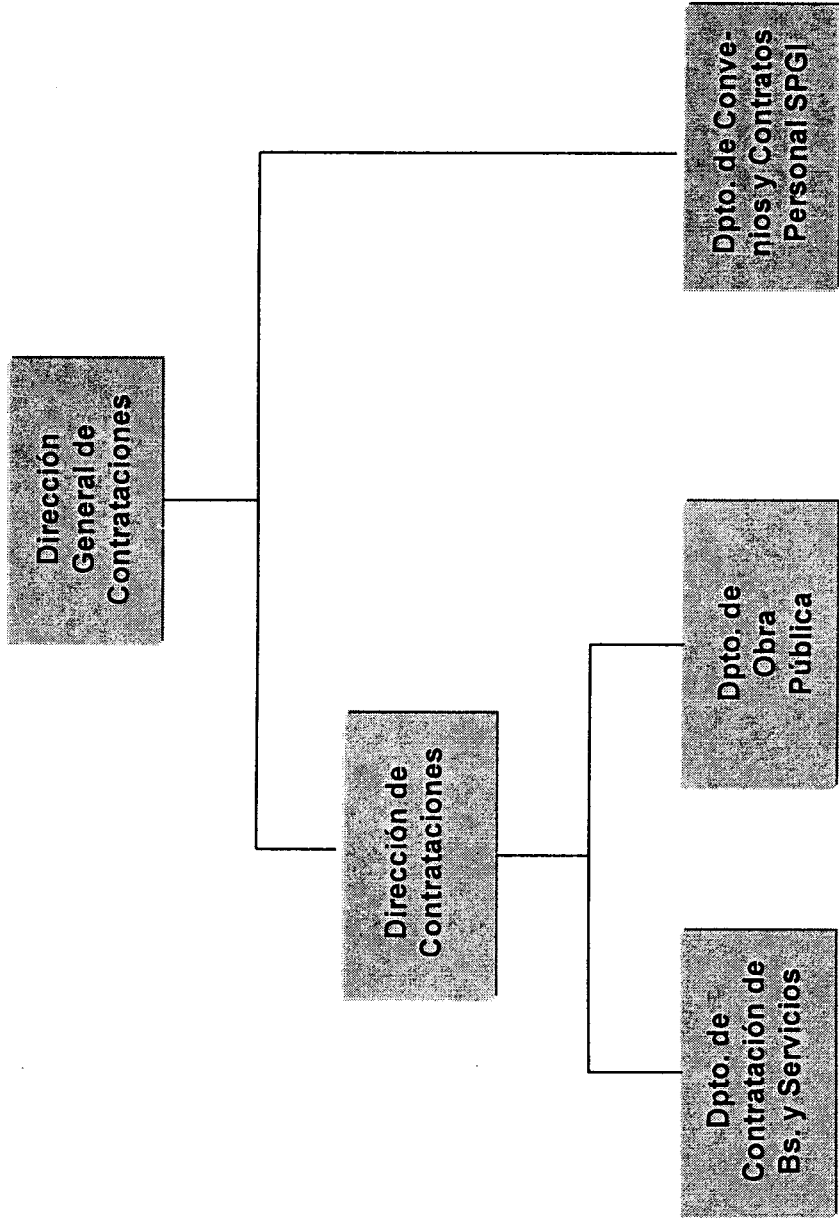 Dirección
General de
Contrataciones
Dirección de
Contrataciones
Dpto. de
Contratación de
Bs. y Servicios
Dpto. de
Obra
Pública
Dpto. de Conve-
nios y Contratos
Personal SPGI